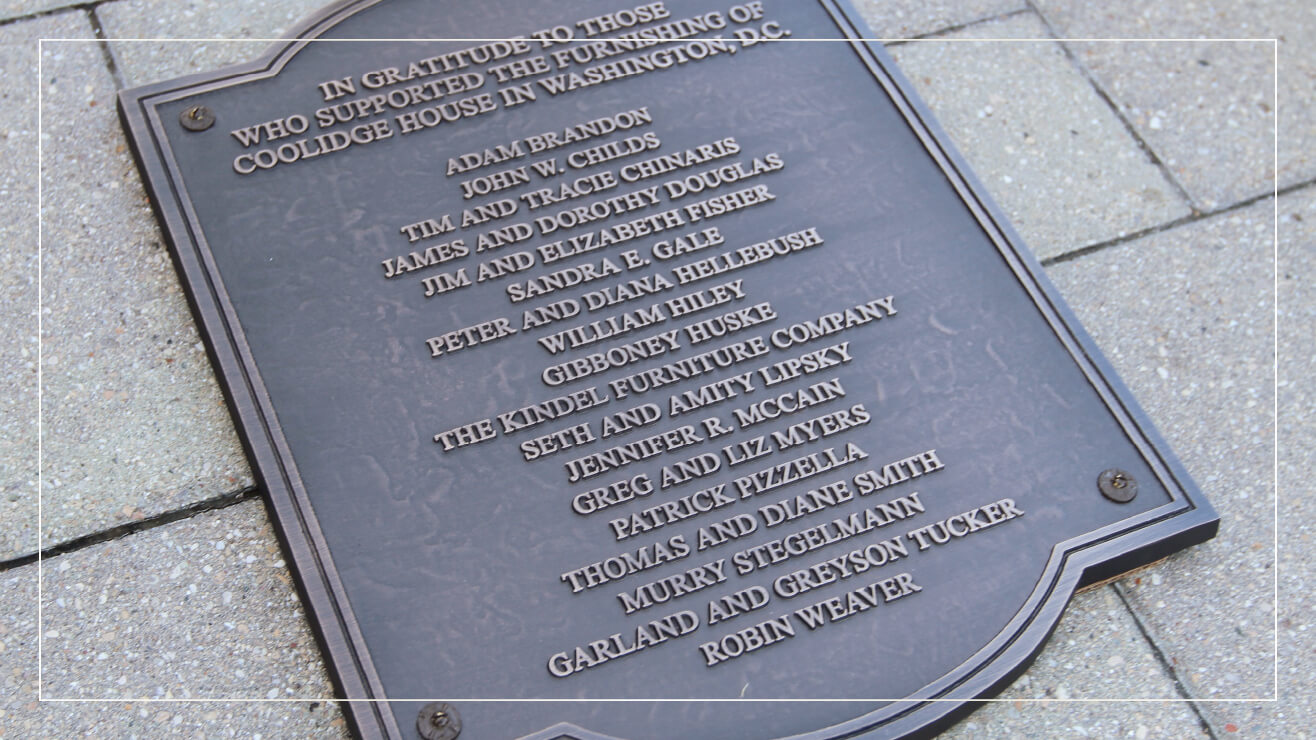 IN GRATITUDE TO THOSE
WHO SUPPORTED THE FURNISHING OF
COOLIDGE HOUSE IN WASHINGTON, D.C.
ADAM BRANDON
JOHN W. CHILDS
TIM AND TRACIE CHINARIS
JAMES AND DOROTHY DOUGLAS
JIM AND ELIZABETH FISHER
SANDRA E. GALE
PETER AND DIANA HELLEBUSH
WILLIAM HILEY
GIBBONEY HUSKE
THE KINDEL FURNITURE COMPANY
SETH AND AMITY LIPSKY
JENNIFER R. MCCAIN
GREG AND LIZ MYERS
PATRICK PIZZELLA
THOMAS AND DIANE SMITH
MURRY STEGELMANN
GARLAND AND GREYSON TUCKER
ROBIN WEAVER